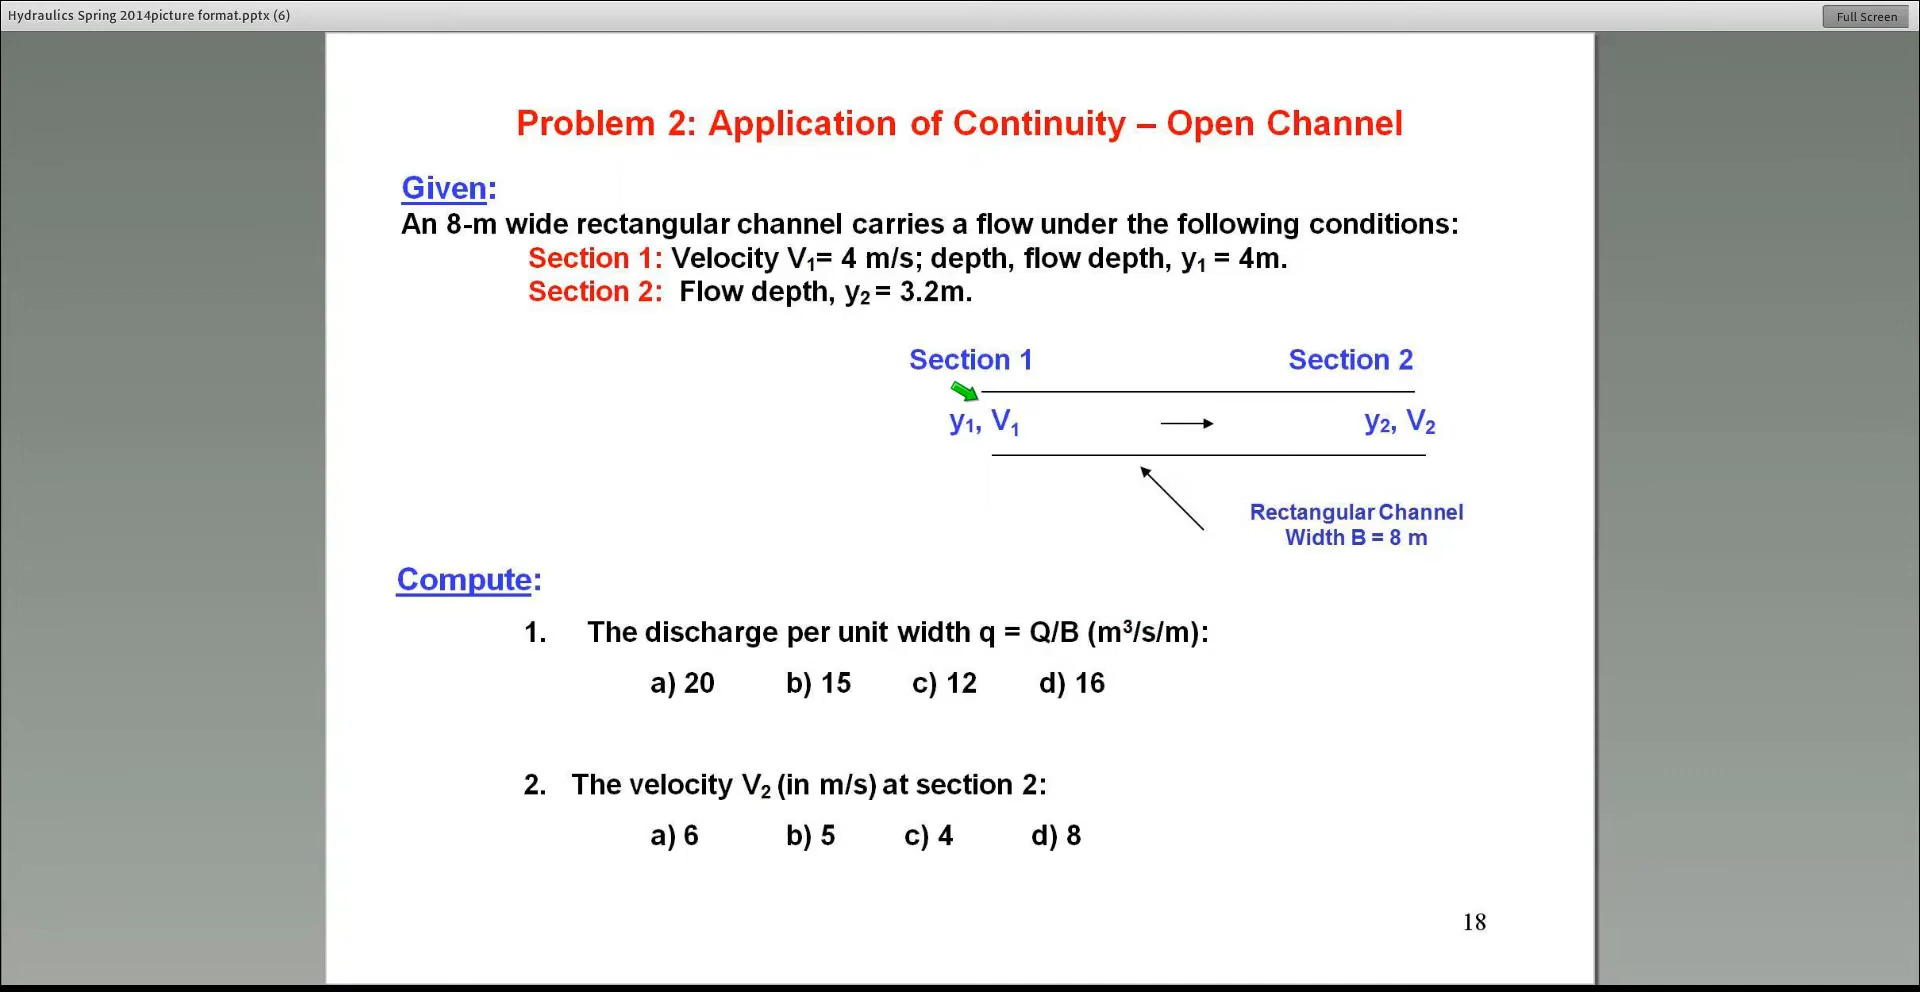 Hydraulics Spring 2014picture format.pptx (6)
Full Screen
Problem 2: Application of Continuity – Open Channel
Given:
An 8-m wide rectangular channel carries a flow under the following conditions:
Section 1: Velocity V₁= 4 m/s; depth, flow depth, y₁ = 4m.
Section 2: Flow depth, y₂ = 3.2m.
Section 1 Section 2
y₁, V₁ y₂, V₂
Rectangular Channel
Width B = 8 m
Compute:
1. The discharge per unit width q = Q/B (m³/s/m):
a) 20 b) 15 c) 12 d) 16
2. The velocity V₂ (in m/s) at section 2:
a) 6 b) 5 c) 4 d) 8
18